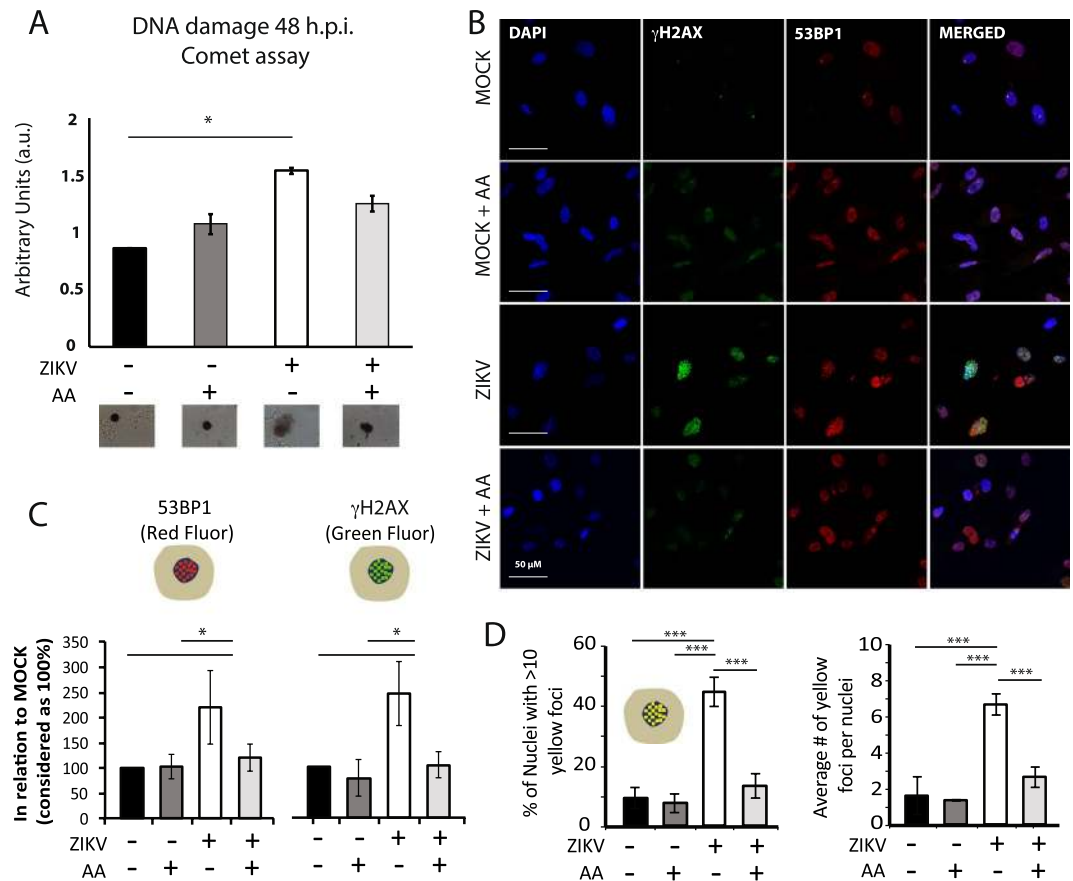 A
DNA damage 48 h.p.i.
Comet assay
Arbitrary Units (a.u.)
2
1.5
1
0.5
0
*
ZIKV - - + +
AA - + - +
B
DAPI γH2AX 53BP1 MERGED
MOCK
MOCK + AA
ZIKV
ZIKV + AA
50 µM
C
53BP1
(Red Fluor)
γH2AX
(Green Fluor)
In relation to MOCK
(considered as 100%)
350
300
250
200
150
100
50
0
*
*
ZIKV - - + + - - + +
AA - + - + - + - +
D
% of Nuclei with >10
yellow foci
60
40
20
0
***
***
***
Average # of yellow
foci per nuclei
10
8
6
4
2
0
***
***
***
ZIKV - - + +
AA - + - +
ZIKV - - + +
AA - + - +